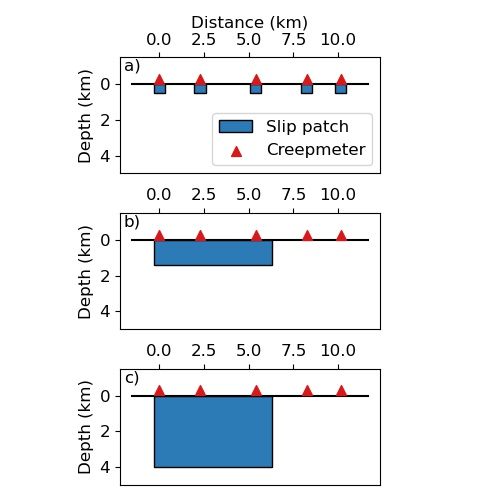 Distance (km)
0.0 2.5 5.0 7.5 10.0
a)
Depth (km)
0
2
4
Slip patch
Creepmeter
0.0 2.5 5.0 7.5 10.0
b)
Depth (km)
0
2
4
0.0 2.5 5.0 7.5 10.0
c)
Depth (km)
0
2
4